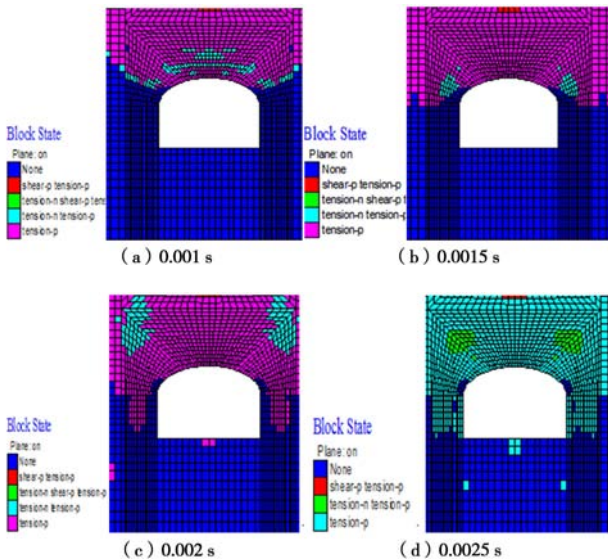 Block State
Plane: on
None
shear-p tension-p
tension-n shear-p tens
tension-n tension-p
tension-p
(a) 0.001 s
Block State
Plane: on
None
shear-p tension-p
tension-n shear-p t
tension-n tension-p
tension-p
(b) 0.0015 s
Block State
Plane: on
None
shear-p tension-p
tension-n shear-p tension-p
tension-n tension-p
tension-p
(c) 0.002 s
Block State
Plane: on
None
shear-p tension-p
tension-n tension-p
tension-p
(d) 0.0025 s